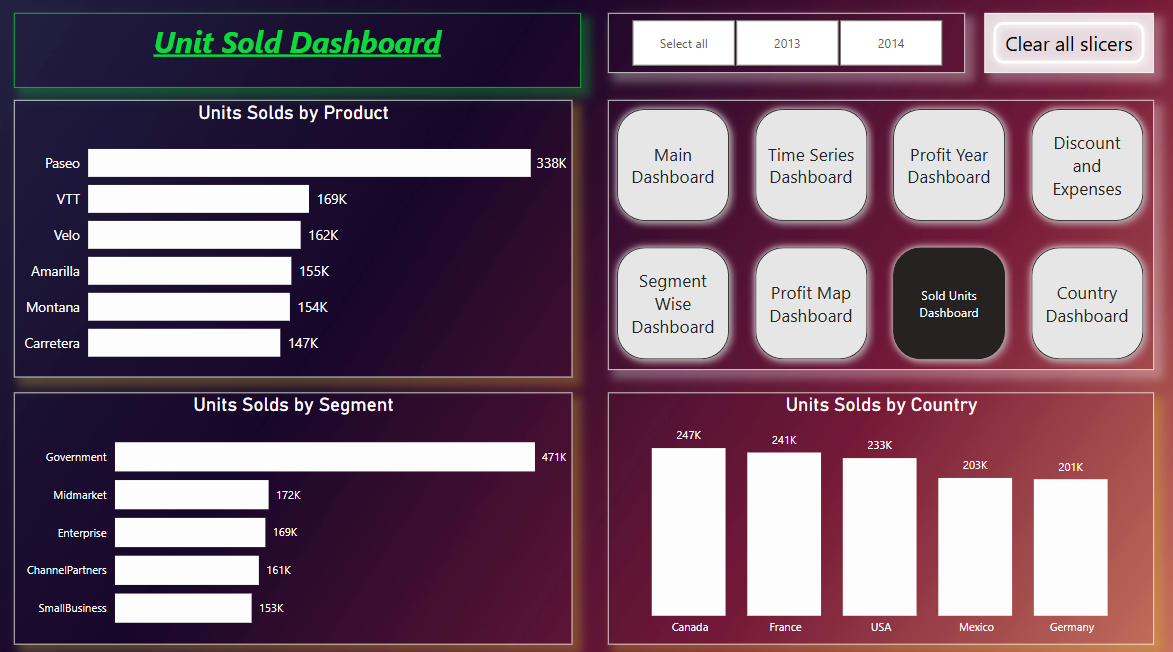 Unit Sold Dashboard
Select all
2013
2014
Clear all slicers
Units Solds by Product
Paseo 338K
VTT 169K
Velo 162K
Amarilla 155K
Montana 154K
Carretera 147K
Main
Dashboard
Time Series
Dashboard
Profit Year
Dashboard
Discount
and
Expenses
Segment
Wise
Dashboard
Profit Map
Dashboard
Sold Units
Dashboard
Country
Dashboard
Units Solds by Segment
Government 471K
Midmarket 172K
Enterprise 169K
ChannelPartners 161K
SmallBusiness 153K
Units Solds by Country
247K 241K 233K 203K 201K
Canada France USA Mexico Germany